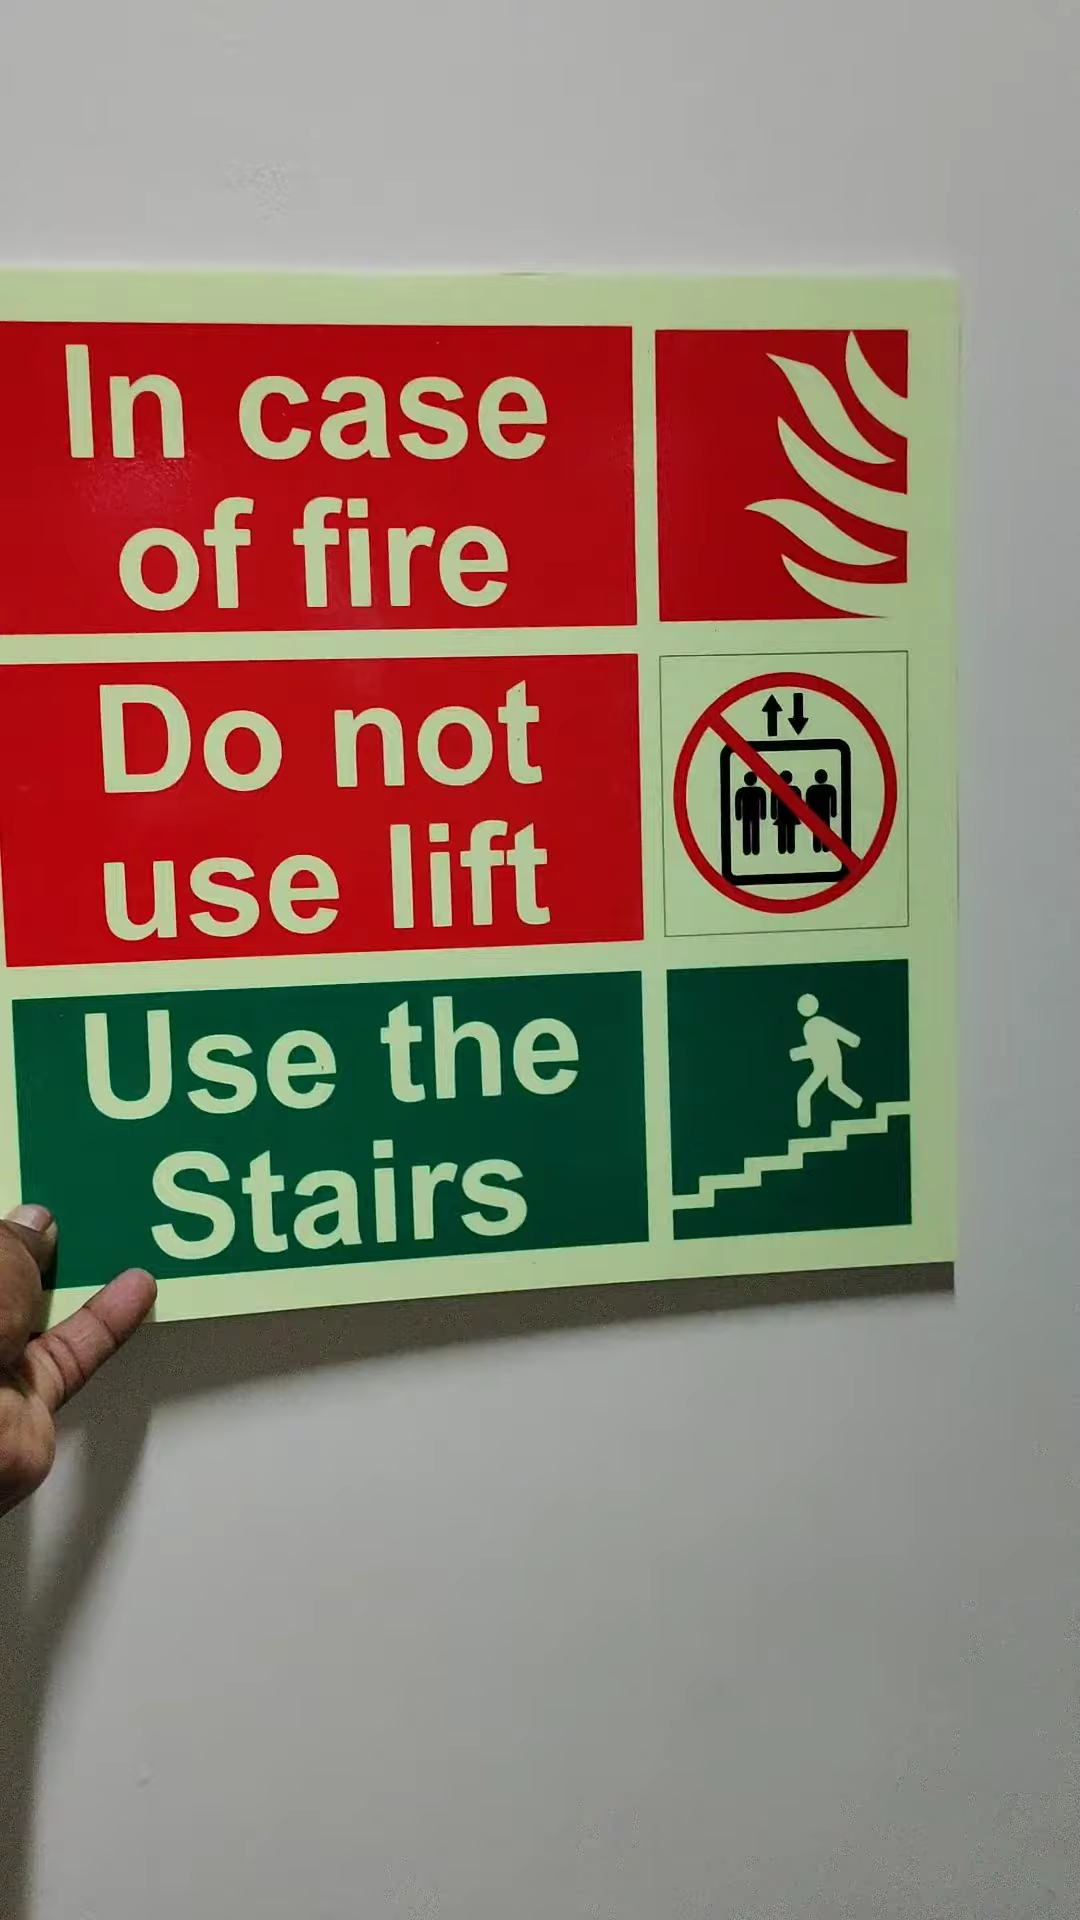 In case
of fire
Do not
use lift
Use the
Stairs